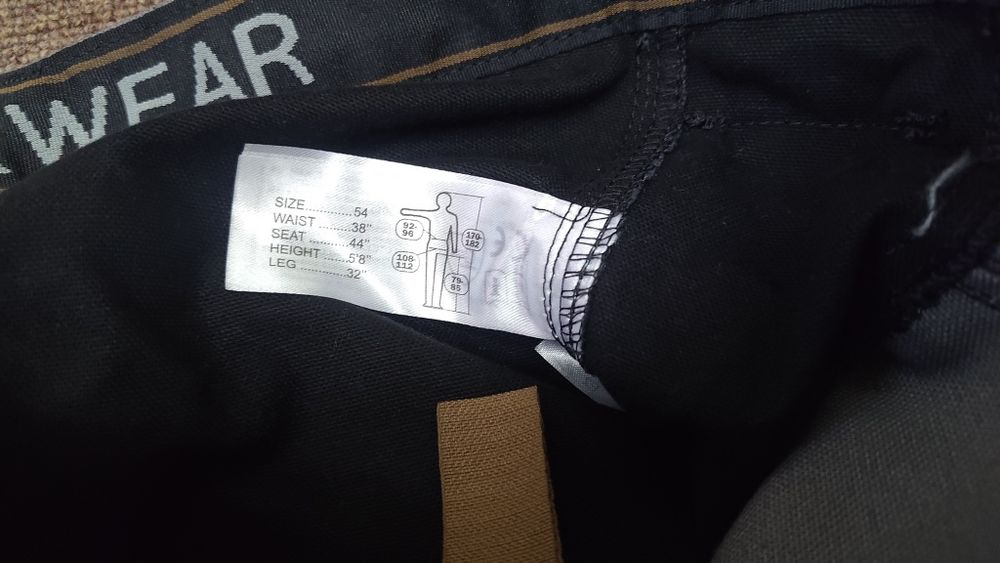 WEAR
SIZE............54
WAIST .........38"
SEAT ..........44"
HEIGHT ......5'8"
LEG ............32"
92-
96
170-
182
108-
112
79-
85